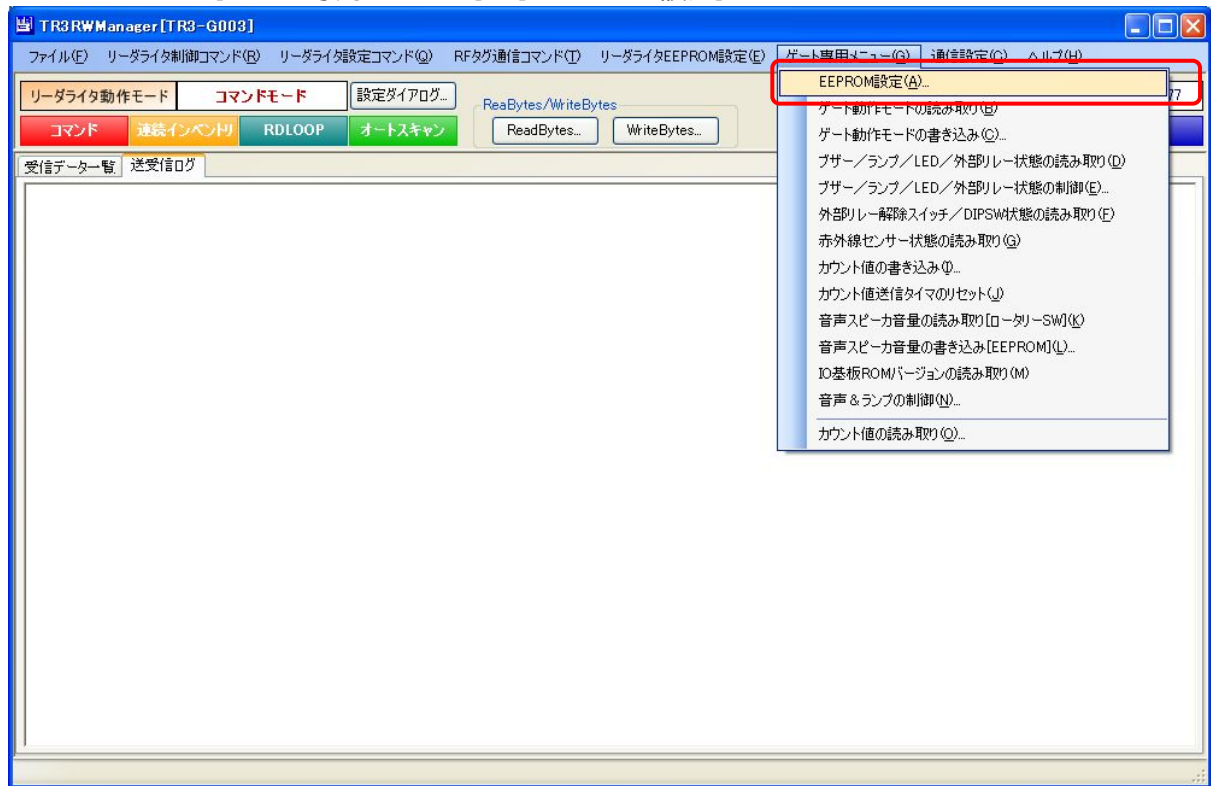 TR3RWManager[TR3-G003]
ファイル(F) リーダライタ制御コマンド(R) リーダライタ設定コマンド(Q) RFタグ通信コマンド(T) リーダライタEEPROM設定(E) ゲート専用メニュー(G) 通信設定(C) ヘルプ(H)
リーダライタ動作モード コマンドモード 設定ダイアログ...
コマンド 連続インベントリ RDLOOP オートスキャン
ReaBytes/WriteBytes
ReadBytes... WriteBytes...
77
受信データ一覧 送受信ログ
EEPROM設定(A)...
ゲート動作モードの読み取り(B)
ゲート動作モードの書き込み(C)...
ブザー/ランプ/LED/外部リレー状態の読み取り(D)
ブザー/ランプ/LED/外部リレー状態の制御(E)...
外部リレー解除スイッチ/DIPSW状態の読み取り(F)
赤外線センサー状態の読み取り(G)
カウント値の書き込み(I)...
カウント値送信タイマのリセット(J)
音声スピーカ音量の読み取り[ロータリーSW](K)
音声スピーカ音量の書き込み[EEPROM](L)...
IO基板ROMバージョンの読み取り(M)
音声&ランプの制御(N)...
カウント値の読み取り(O)...